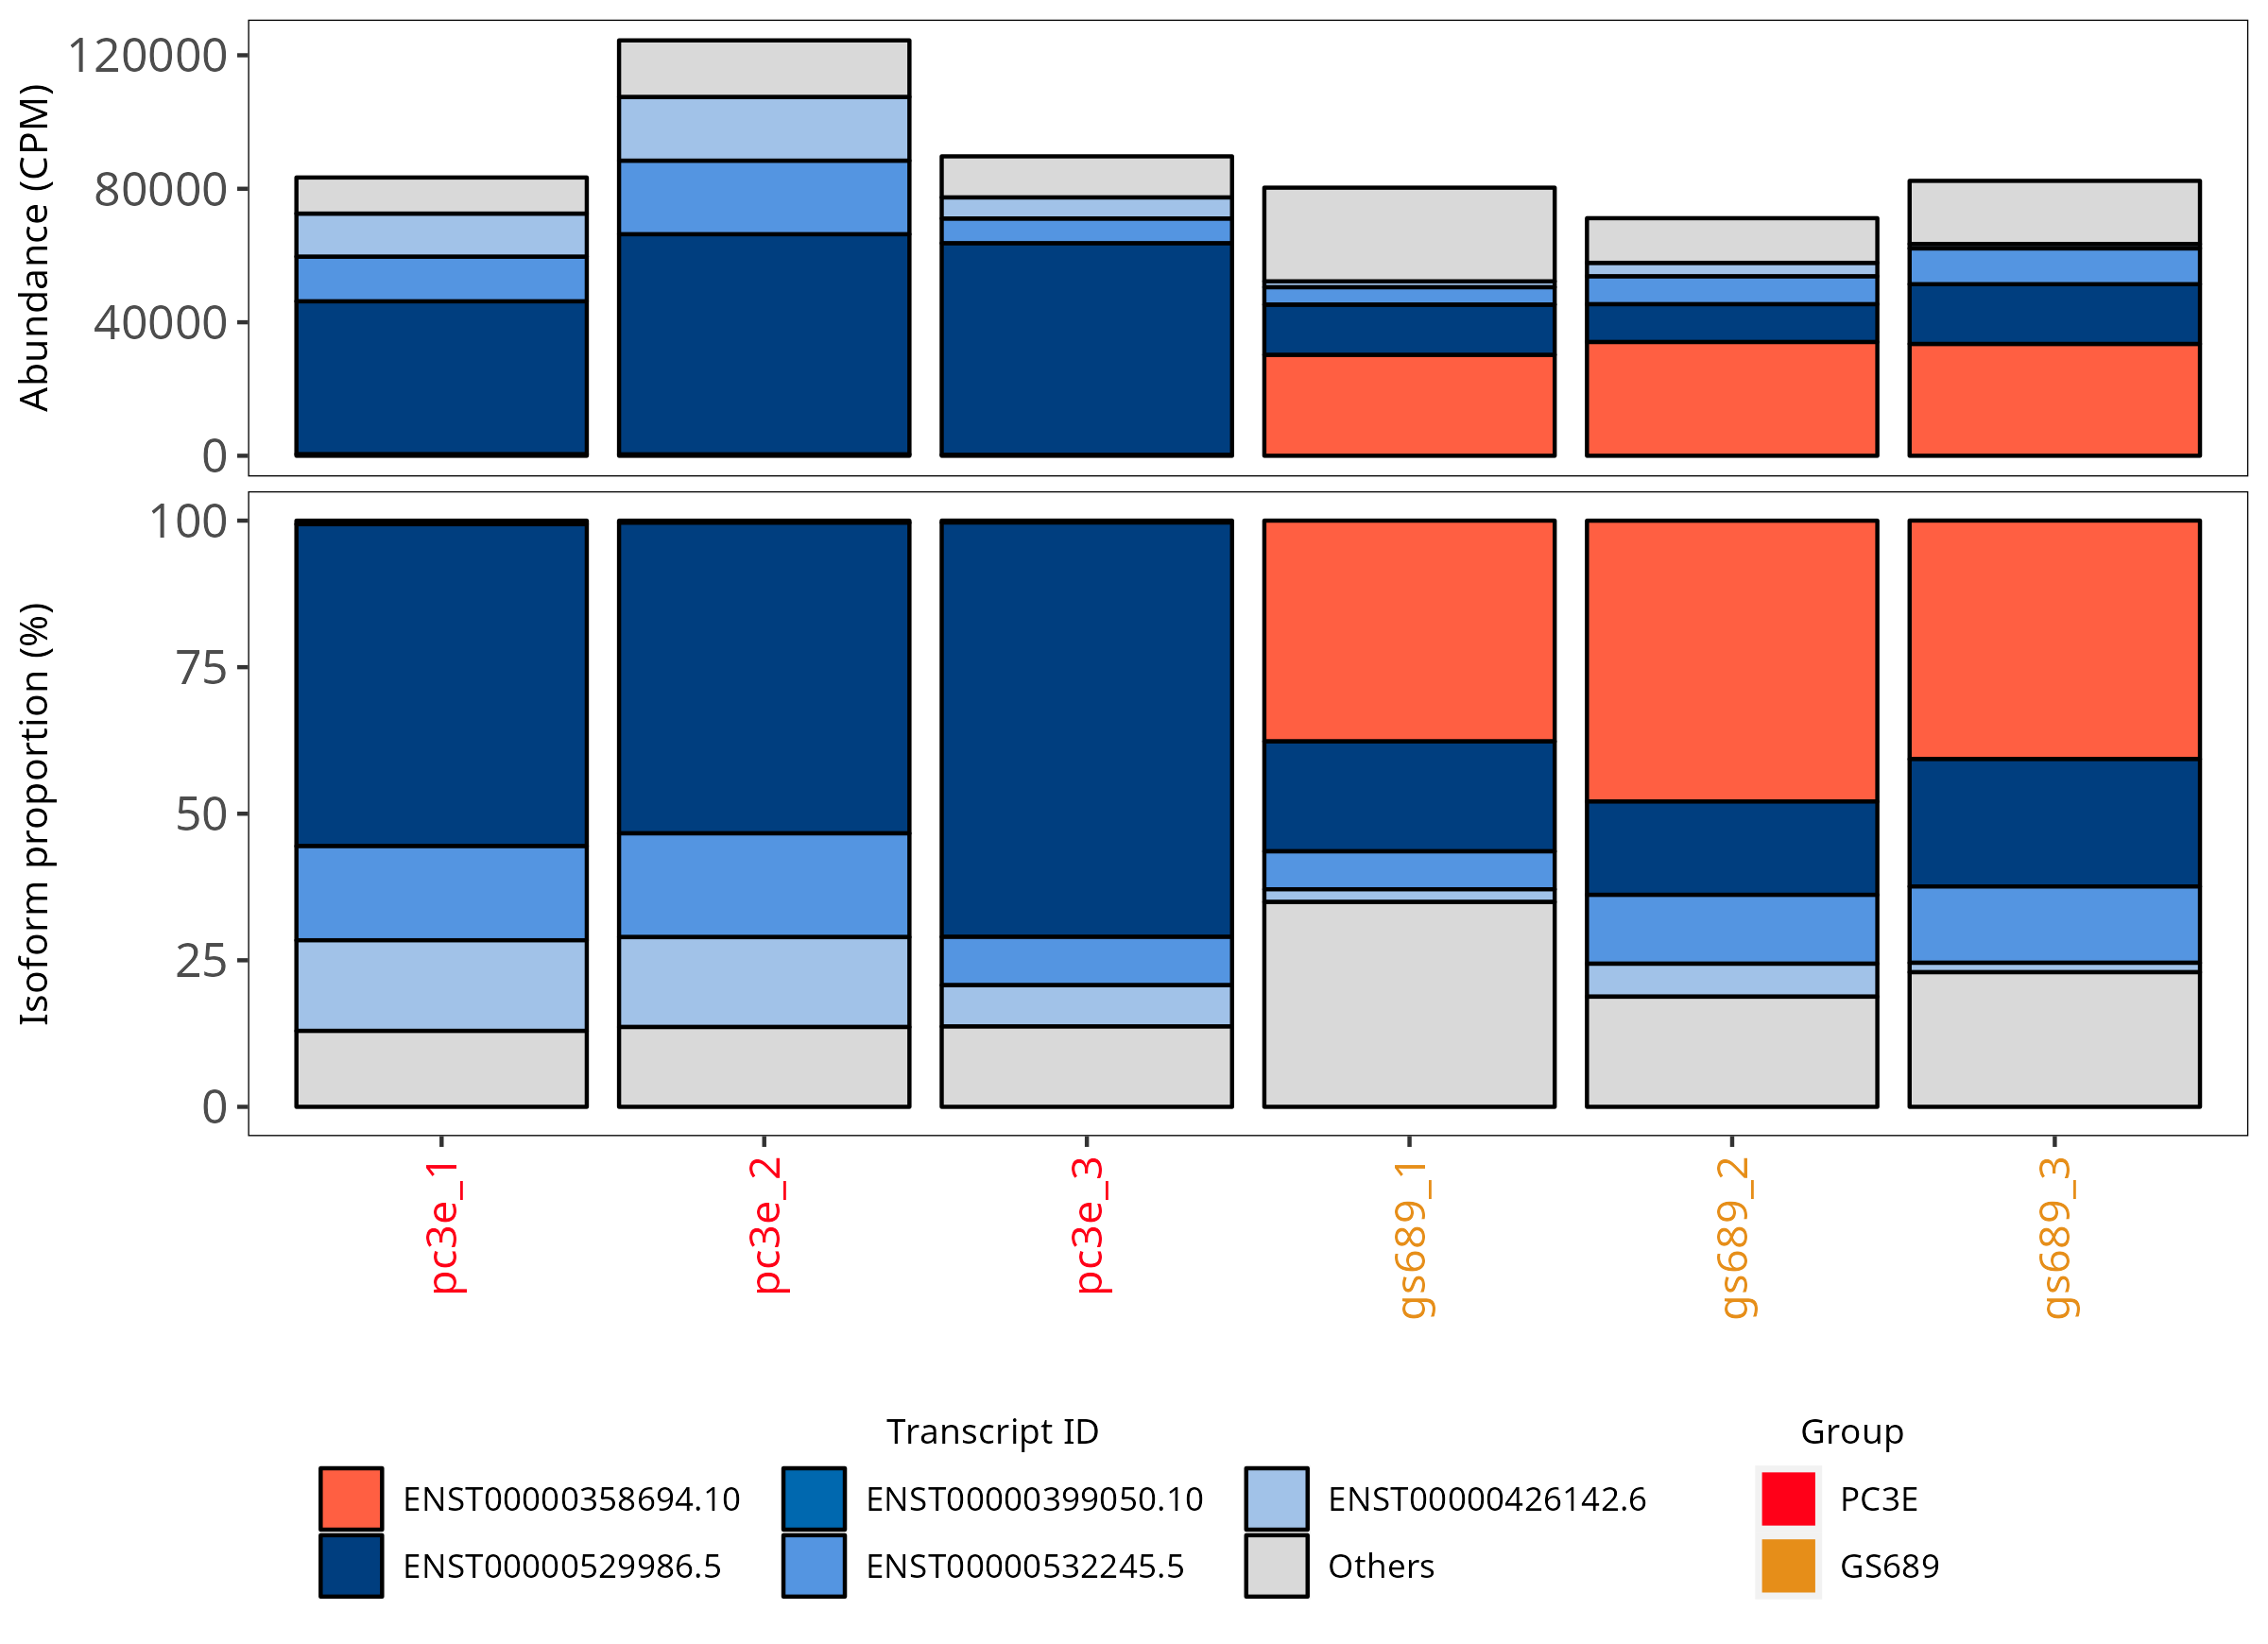 Abundance (CPM)
120000
80000
40000
0
Isoform proportion (%)
100
75
50
25
0
pc3e_1
pc3e_2
pc3e_3
gs689_1
gs689_2
gs689_3
Transcript ID
ENST00000358694.10
ENST00000399050.10
ENST00000426142.6
ENST00000529986.5
ENST00000532245.5
Others
Group
PC3E
GS689